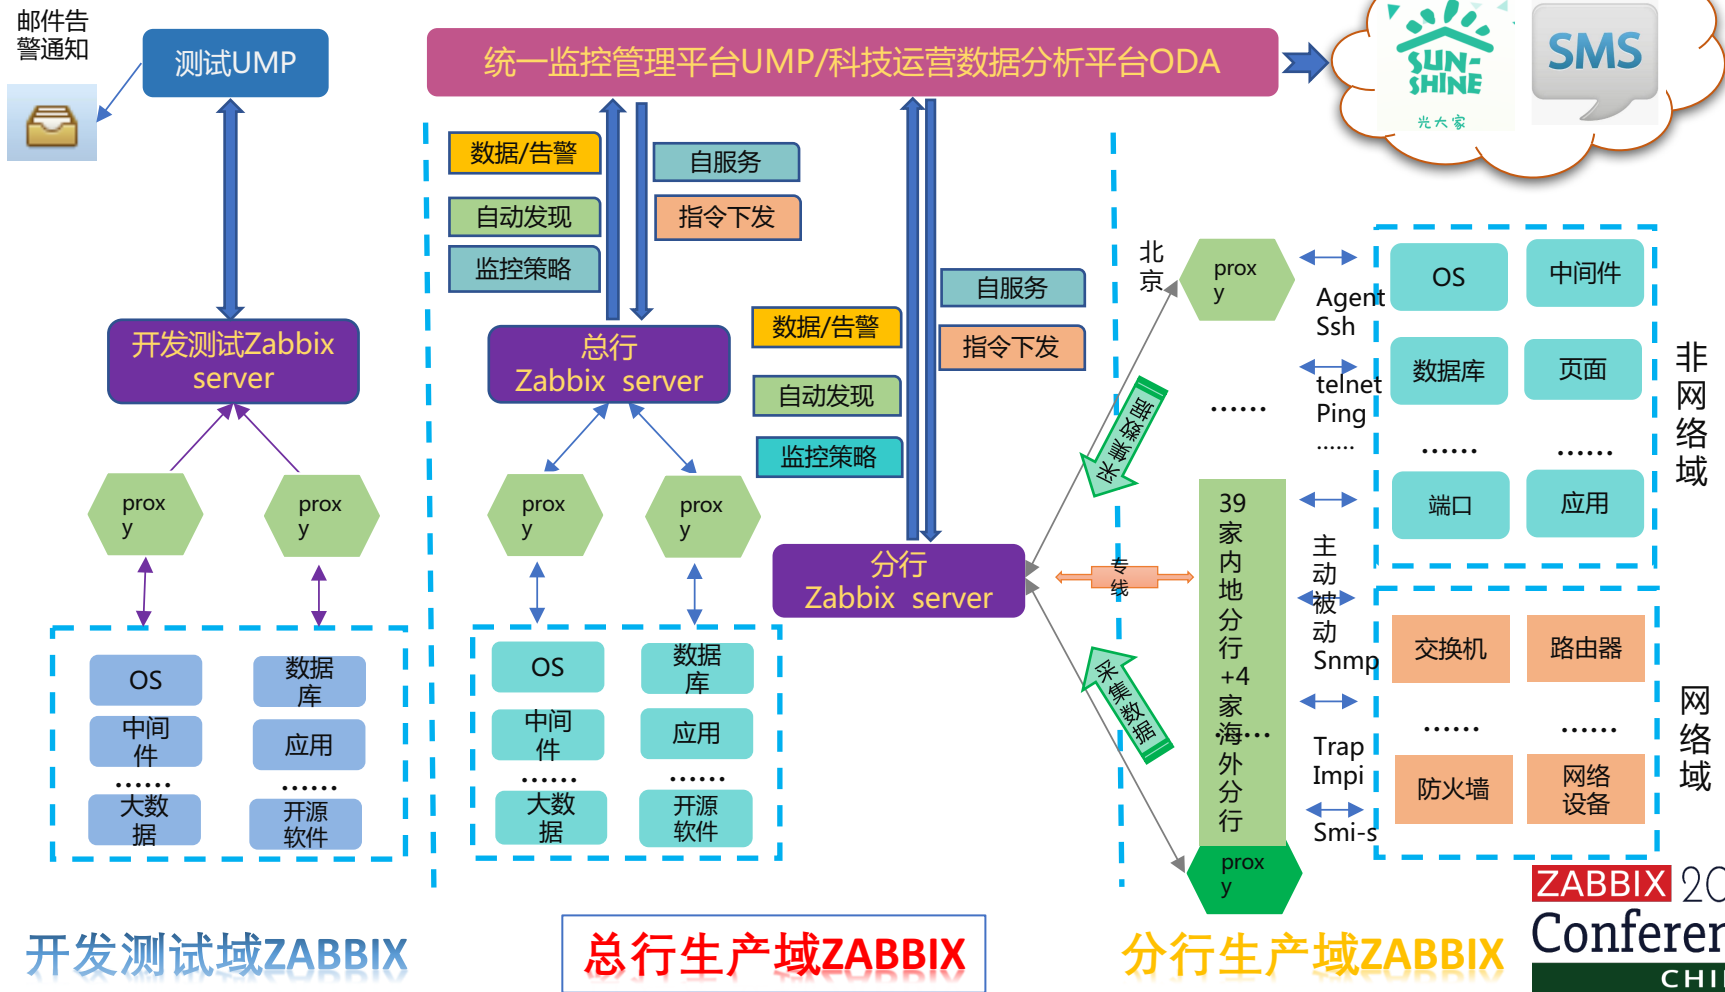 邮件告
警通知
测试UMP
统一监控管理平台UMP/科技运营数据分析平台ODA
SUN-
SHINE
光大家
SMS
数据/告警
自服务
自动发现
指令下发
监控策略
开发测试Zabbix
server
总行
Zabbix server
自服务
数据/告警
指令下发
自动发现
监控策略
分行
Zabbix server
prox
y
prox
y
prox
y
prox
y
OS
数据
库
中间
件
应用
......
......
大数
据
开源
软件
OS
数据
库
中间
件
应用
......
......
大数
据
开源
软件
北
京
prox
y
......
采集数据
专
线
采集数据
39
家
内
地
分
行
+4
家
海
......
外
分
行
prox
y
Agent
Ssh
telnet
Ping
......
主
动
被
动
Snmp
Trap
Impi
Smi-s
OS
中间件
数据库
页面
......
......
端口
应用
非
网
络
域
交换机
路由器
......
......
防火墙
网络
设备
网
络
域
开发测试域ZABBIX
总行生产域ZABBIX
分行生产域ZABBIX
ZABBIX 20
Conferen
CHI